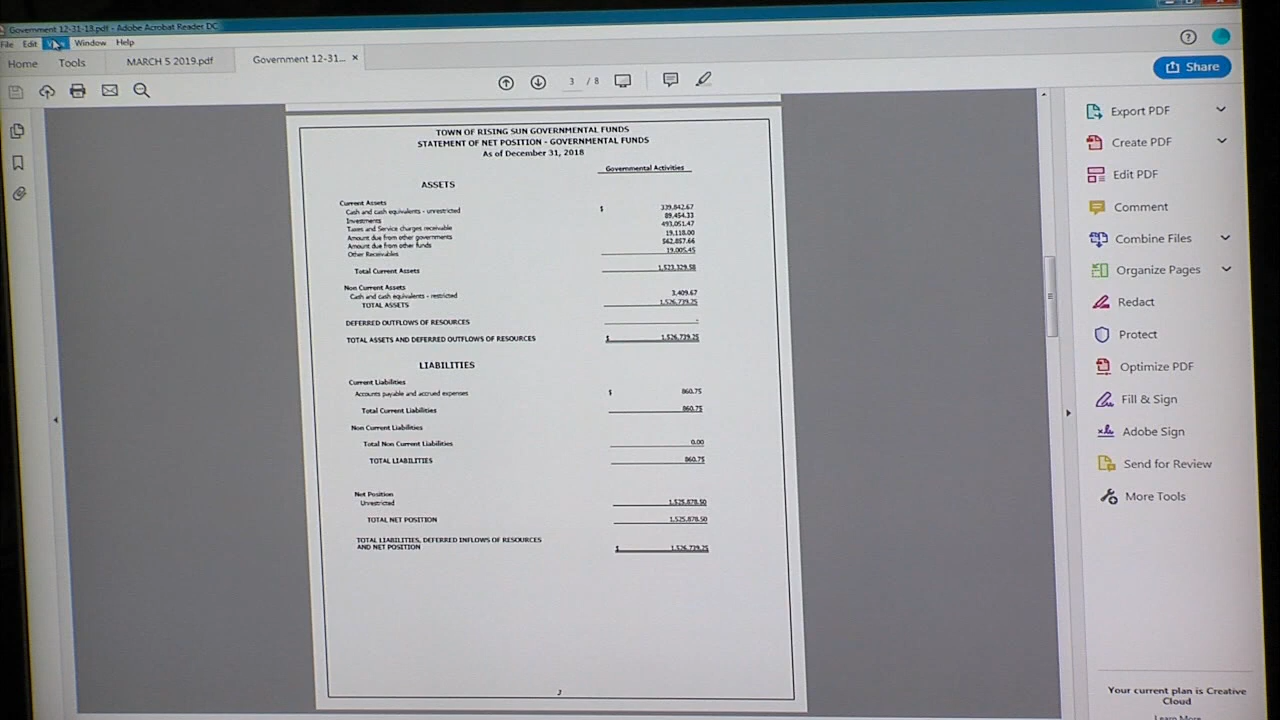 Government 12-31-18.pdf - Adobe Acrobat Reader DC
File Edit View Window Help
Home Tools MARCH 5 2019.pdf Government 12-31... ×
3 / 8
Share
TOWN OF RISING SUN GOVERNMENTAL FUNDS
STATEMENT OF NET POSITION - GOVERNMENTAL FUNDS
As of December 31, 2018
Governmental Activities
ASSETS
Current Assets
Cash and cash equivalents - unrestricted $ 339,842.67
Investments 89,454.33
Taxes and Service charges receivable 493,051.47
Amount due from other governments 19,118.00
Amount due from other funds 562,857.66
Other Receivables 19,005.45
Total Current Assets 1,523,329.58
Non Current Assets
Cash and cash equivalents - restricted 3,409.67
TOTAL ASSETS 1,526,739.25
DEFERRED OUTFLOWS OF RESOURCES -
TOTAL ASSETS AND DEFERRED OUTFLOWS OF RESOURCES $ 1,526,739.25
LIABILITIES
Current Liabilities
Accounts payable and accrued expenses $ 860.75
Total Current Liabilities 860.75
Non Current Liabilities
Total Non Current Liabilities 0.00
TOTAL LIABILITIES 860.75
Net Position
Unrestricted 1,525,878.50
TOTAL NET POSITION 1,525,878.50
TOTAL LIABILITIES, DEFERRED INFLOWS OF RESOURCES
AND NET POSITION $ 1,526,739.25
3
Export PDF
Create PDF
Edit PDF
Comment
Combine Files
Organize Pages
Redact
Protect
Optimize PDF
Fill & Sign
Adobe Sign
Send for Review
More Tools
Your current plan is Creative
Cloud
Learn More